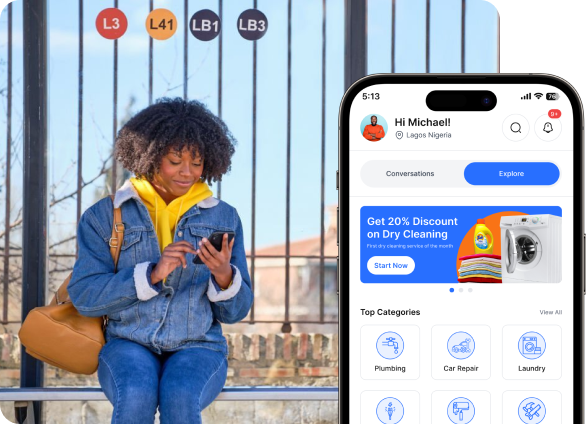 L3 L41 LB1 LB3
5:13
76
9+
Hi Michael!
Lagos Nigeria
Conversations Explore
Get 20% Discount
on Dry Cleaning
First dry cleaning service of the month
Start Now
Top Categories View All
Plumbing Car Repair Laundry